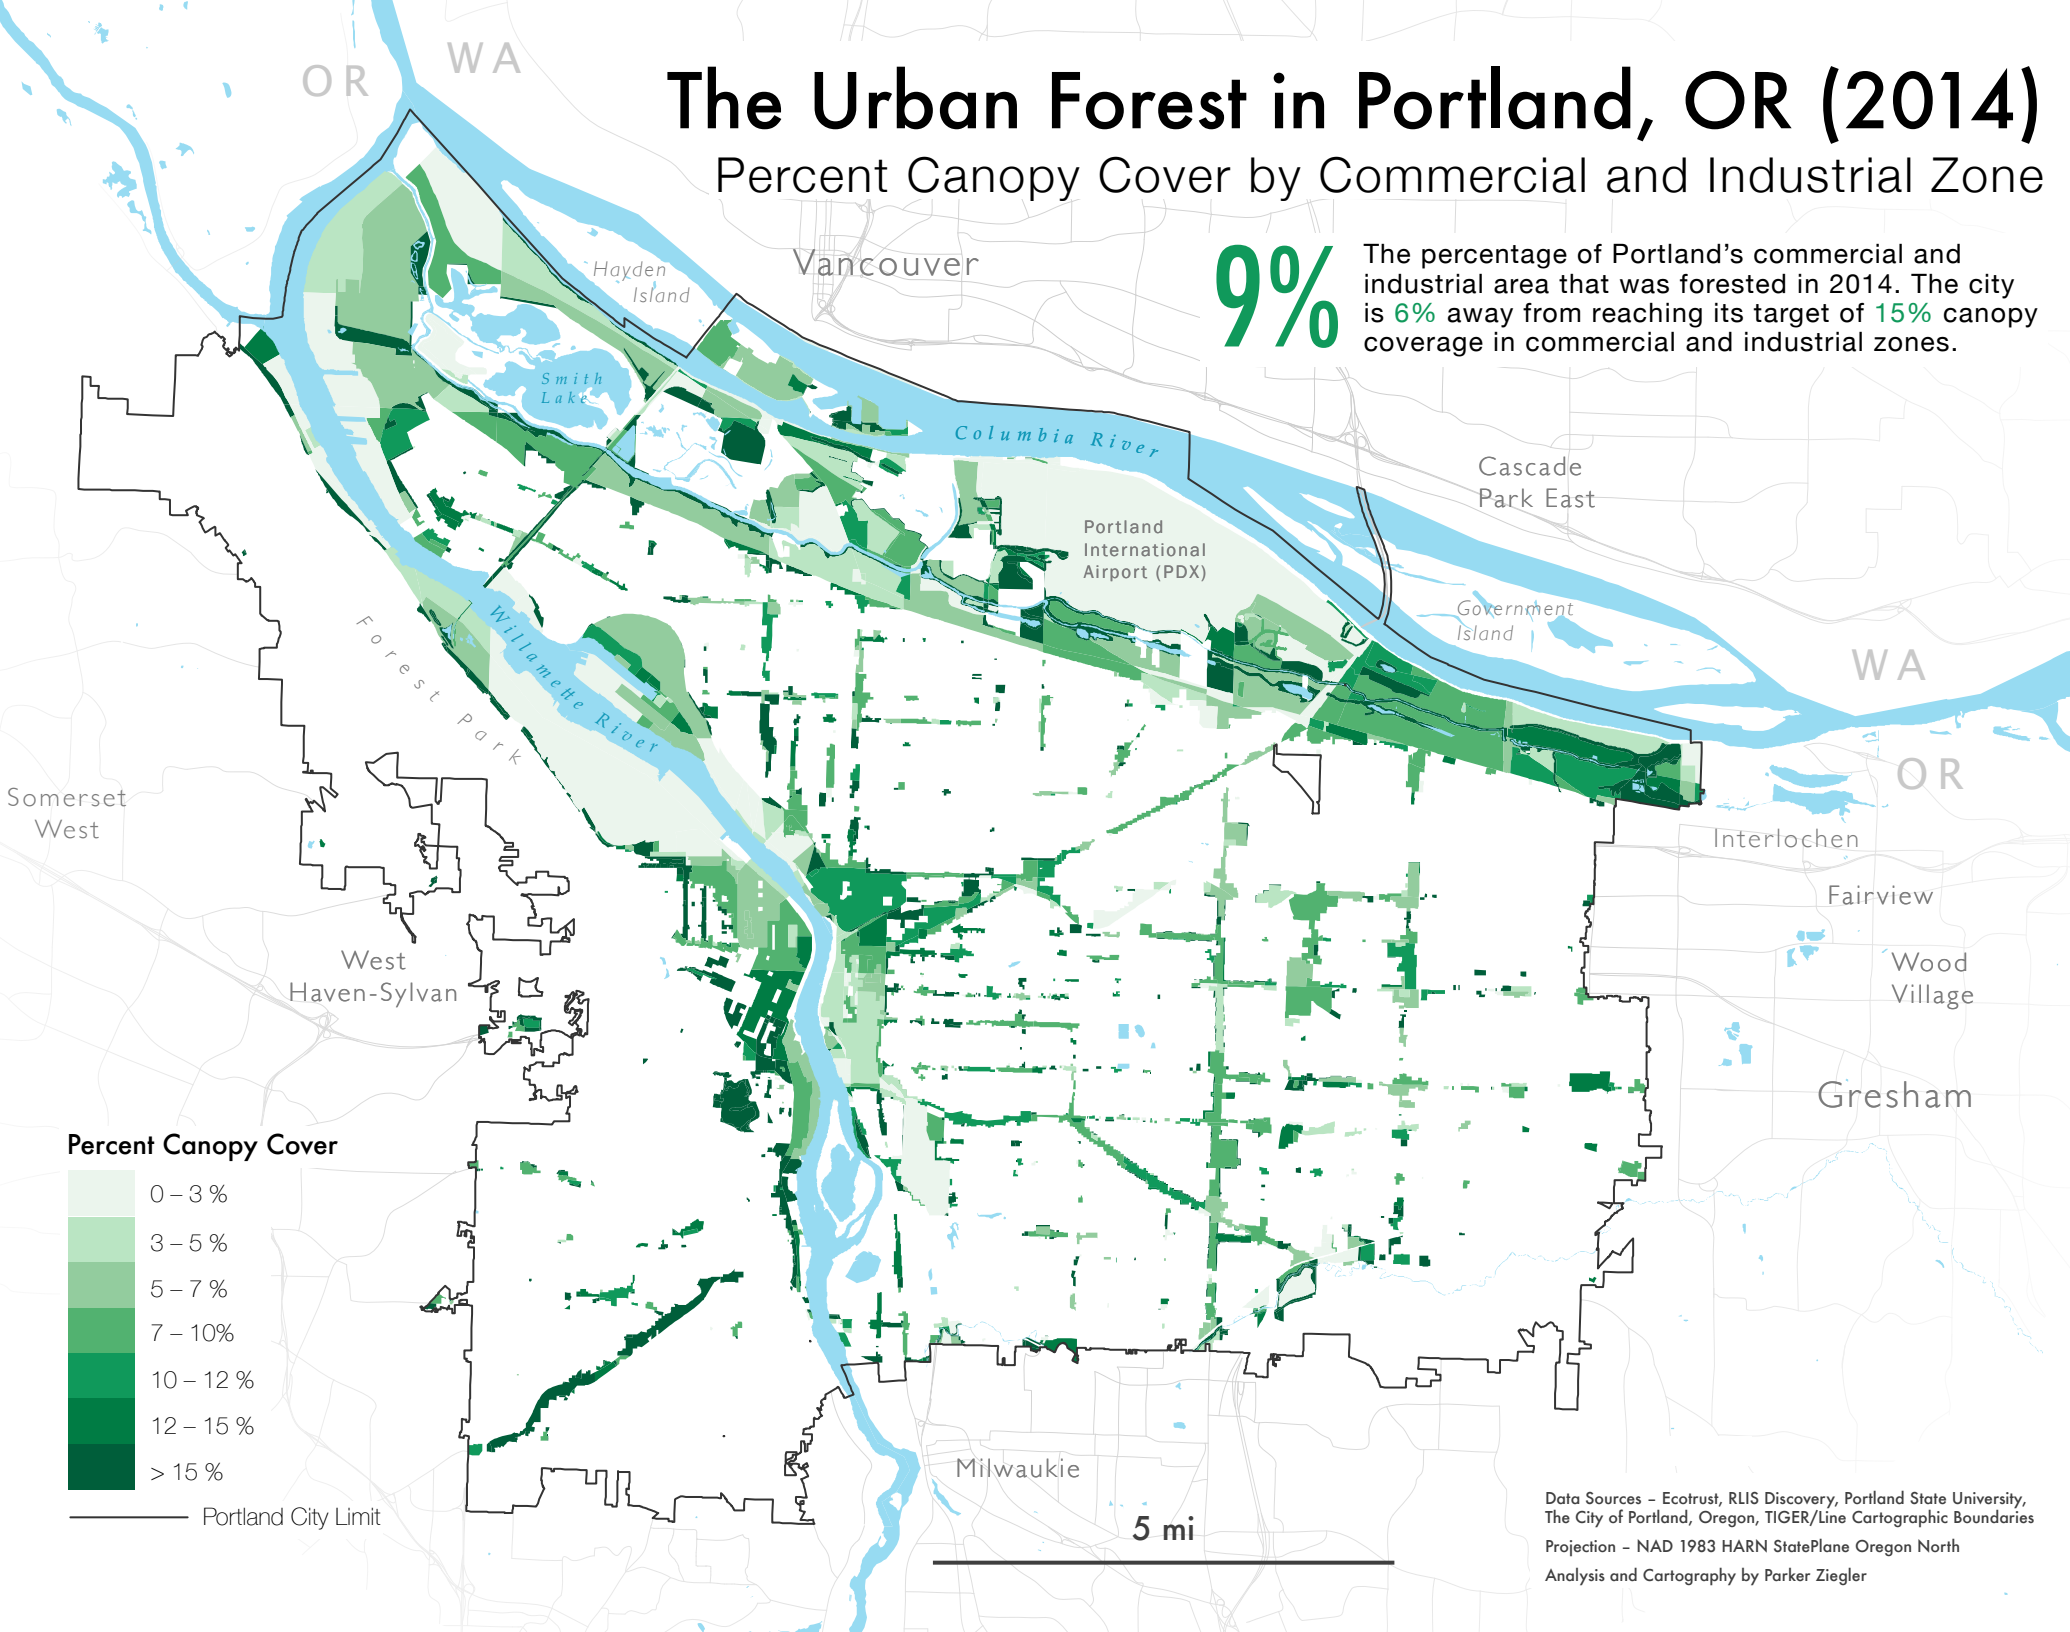 The Urban Forest in Portland, OR (2014)
Percent Canopy Cover by Commercial and Industrial Zone
9%
The percentage of Portland's commercial and
industrial area that was forested in 2014. The city
is 6% away from reaching its target of 15% canopy
coverage in commercial and industrial zones.
OR
WA
Vancouver
Hayden
Island
Smith
Lake
Columbia River
Cascade
Park East
Portland
International
Airport (PDX)
Government
Island
WA
OR
Forest Park
Willamette River
Somerset
West
Interlochen
Fairview
West
Haven-Sylvan
Wood
Village
Gresham
Milwaukie
Percent Canopy Cover
0 – 3 %
3 – 5 %
5 – 7 %
7 – 10%
10 – 12 %
12 – 15 %
> 15 %
Portland City Limit
5 mi
Data Sources – Ecotrust, RLIS Discovery, Portland State University,
The City of Portland, Oregon, TIGER/Line Cartographic Boundaries
Projection – NAD 1983 HARN StatePlane Oregon North
Analysis and Cartography by Parker Ziegler